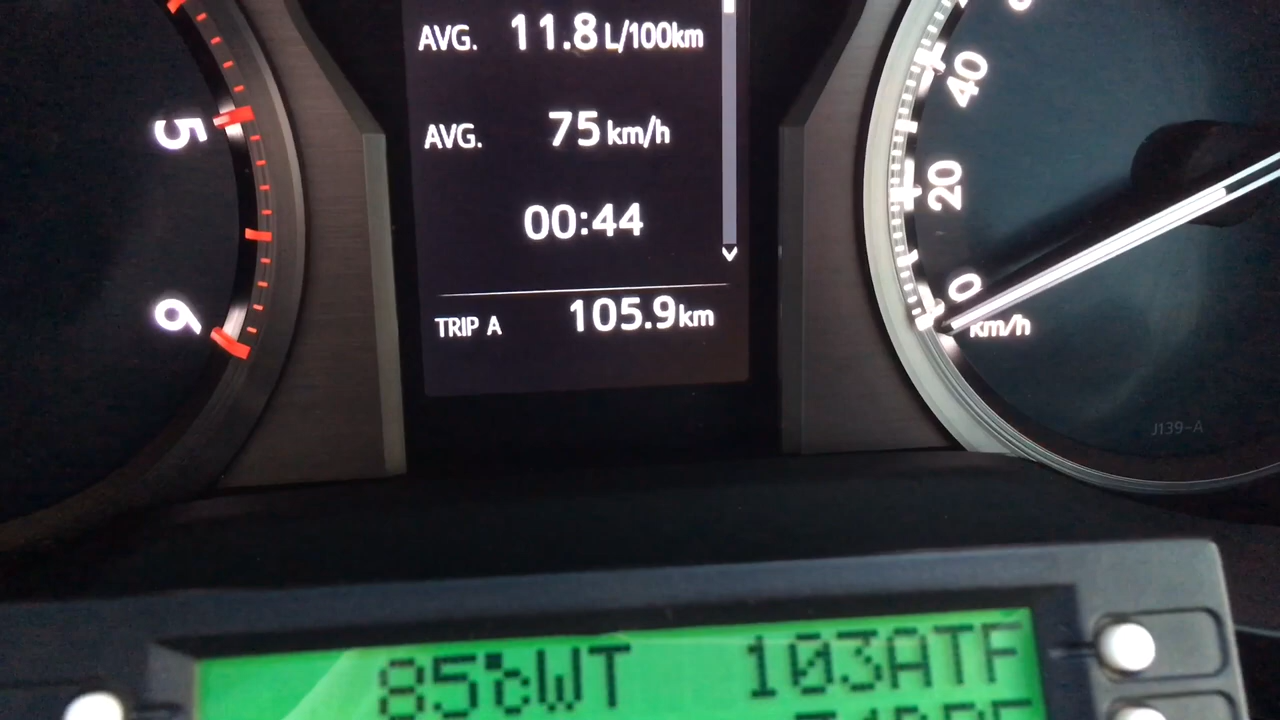 AVG. 11.8 L/100km
AVG. 75 km/h
00:44
TRIP A 105.9 km
5
6
40
20
0
km/h
J139-A
85°CWT 103ATF